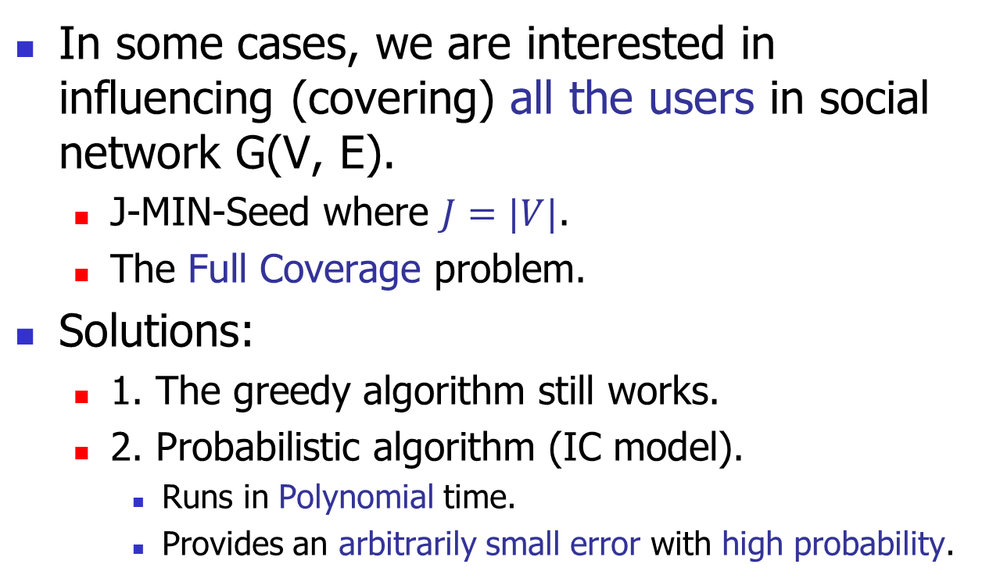 In some cases, we are interested in
influencing (covering) all the users in social
network G(V, E).
J-MIN-Seed where J = |V|.
The Full Coverage problem.
Solutions:
1. The greedy algorithm still works.
2. Probabilistic algorithm (IC model).
Runs in Polynomial time.
Provides an arbitrarily small error with high probability.